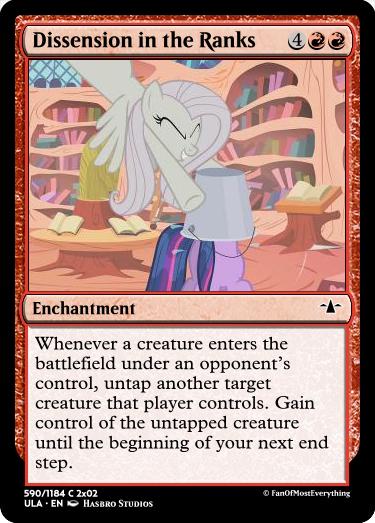 Dissension in the Ranks 4
Enchantment
Whenever a creature enters the
battlefield under an opponent's
control, untap another target
creature that player controls. Gain
control of the untapped creature
until the beginning of your next end
step.
590/1184 C 2x02
ULA • EN HASBRO STUDIOS
© FanOfMostEverything